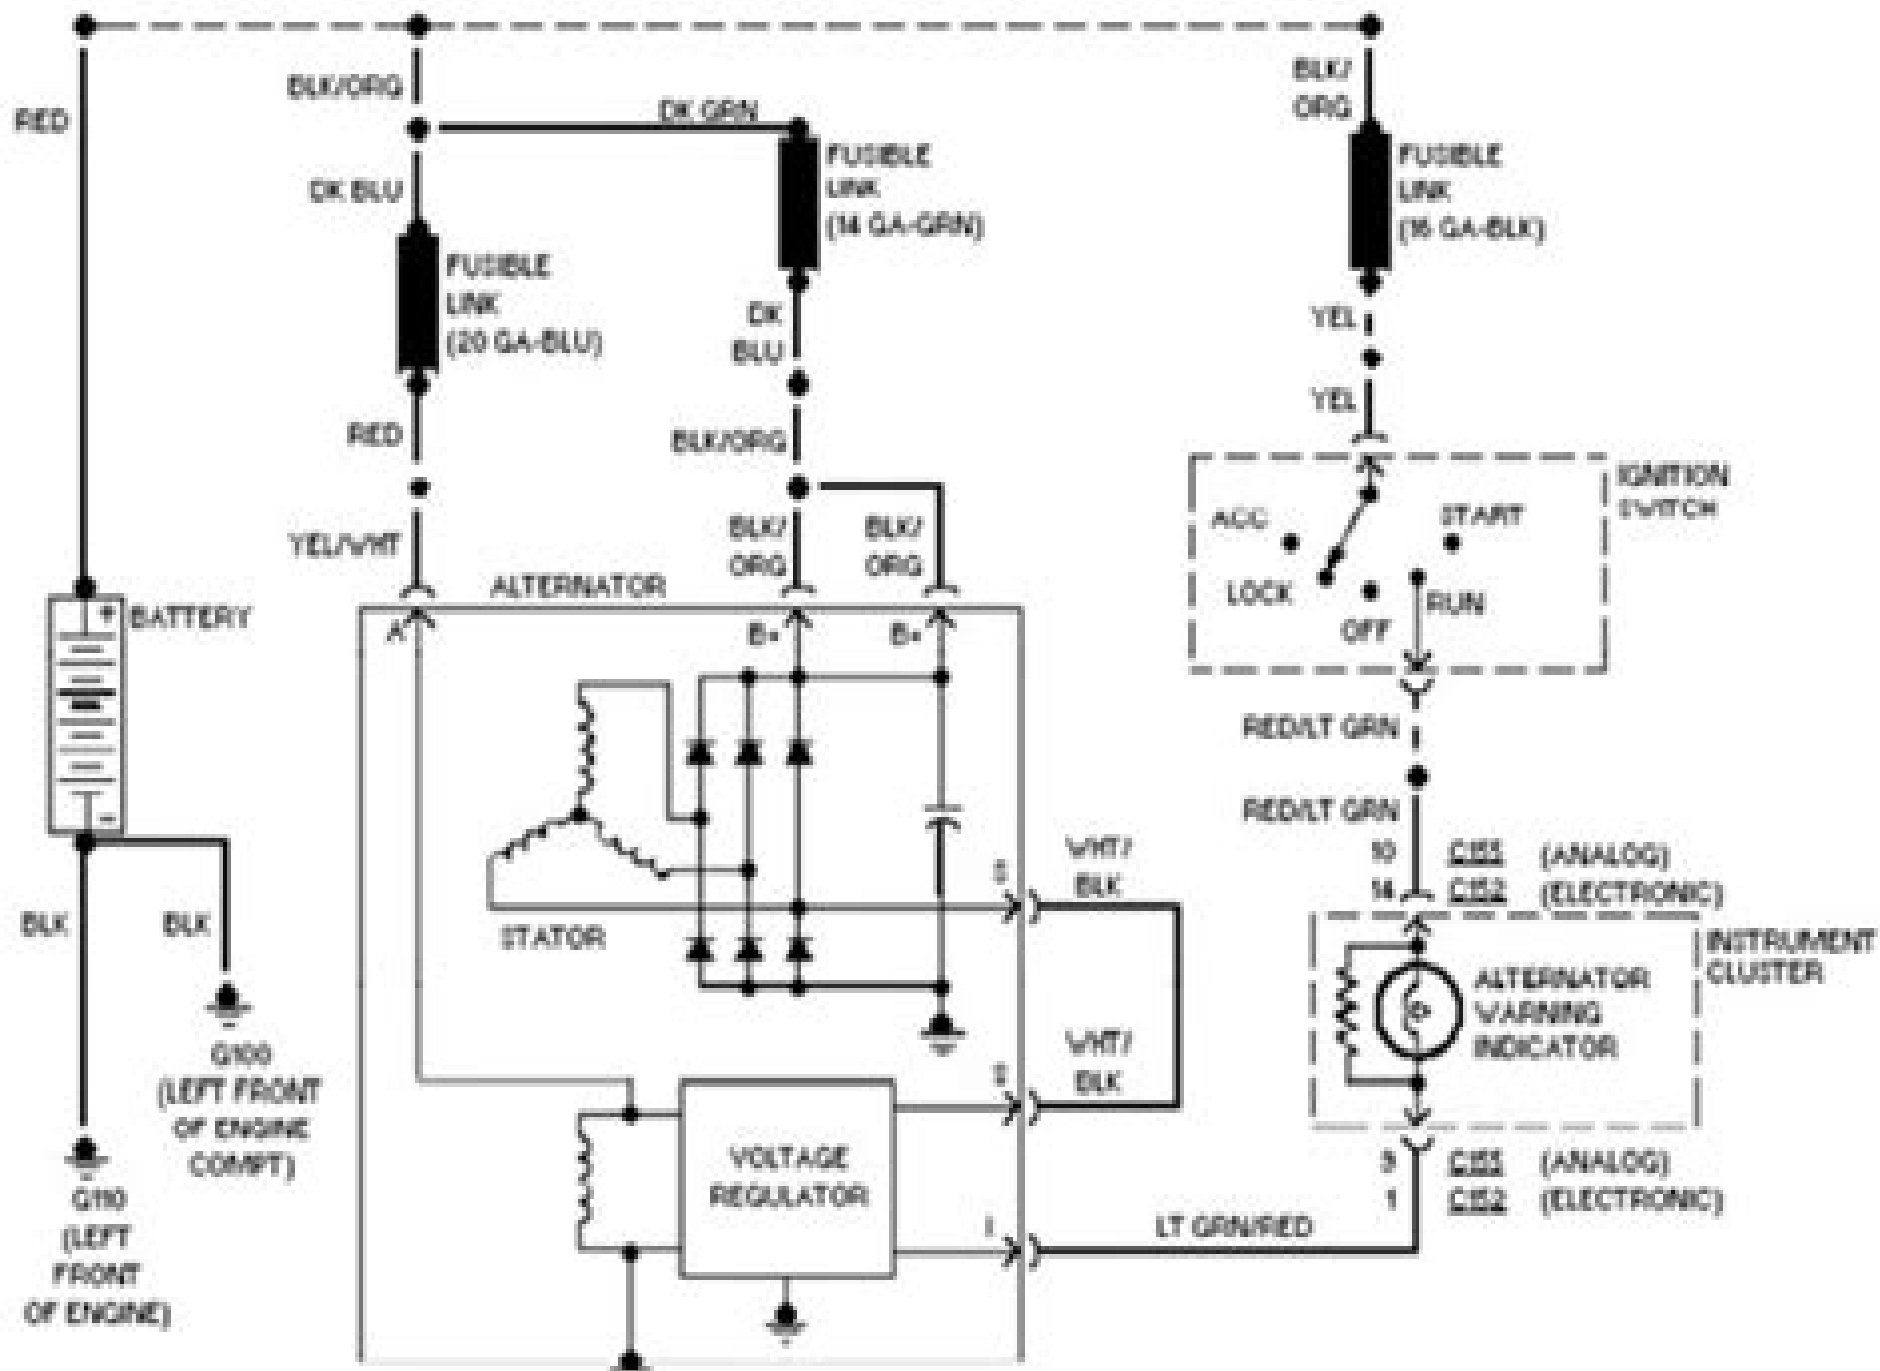 RED
BLK/ORG
DK GRN
BLK/
ORG
DK BLU
FUSIBLE
LINK
(20 GA-BLU)
FUSIBLE
LINK
(14 GA-GRN)
FUSIBLE
LINK
(16 GA-BLK)
DK
BLU
YEL
YEL
RED
BLK/ORG
YEL/WHT
BLK/
ORG
BLK/
ORG
IGNITION
SWITCH
ACC
START
LOCK
OFF
RUN
BATTERY
+
-
ALTERNATOR
A
B+
B+
RED/LT GRN
RED/LT GRN
10 C155 (ANALOG)
14 C152 (ELECTRONIC)
WHT/
BLK
STATOR
BLK
BLK
INSTRUMENT
CLUSTER
ALTERNATOR
WARNING
INDICATOR
WHT/
BLK
G100
(LEFT FRONT
OF ENGINE
COMPT)
G110
(LEFT
FRONT
OF ENGINE)
VOLTAGE
REGULATOR
3 C155 (ANALOG)
1 C152 (ELECTRONIC)
I
LT GRN/RED